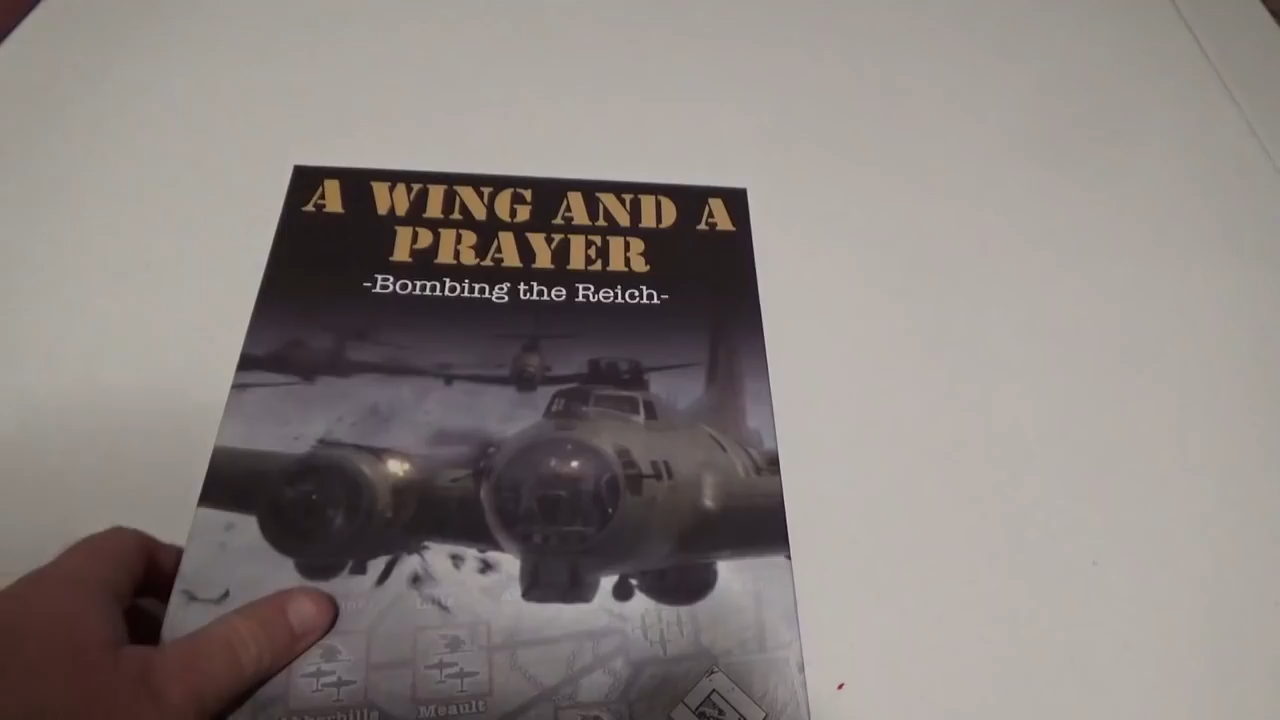 A WING AND A
PRAYER
-Bombing the Reich-
Meault